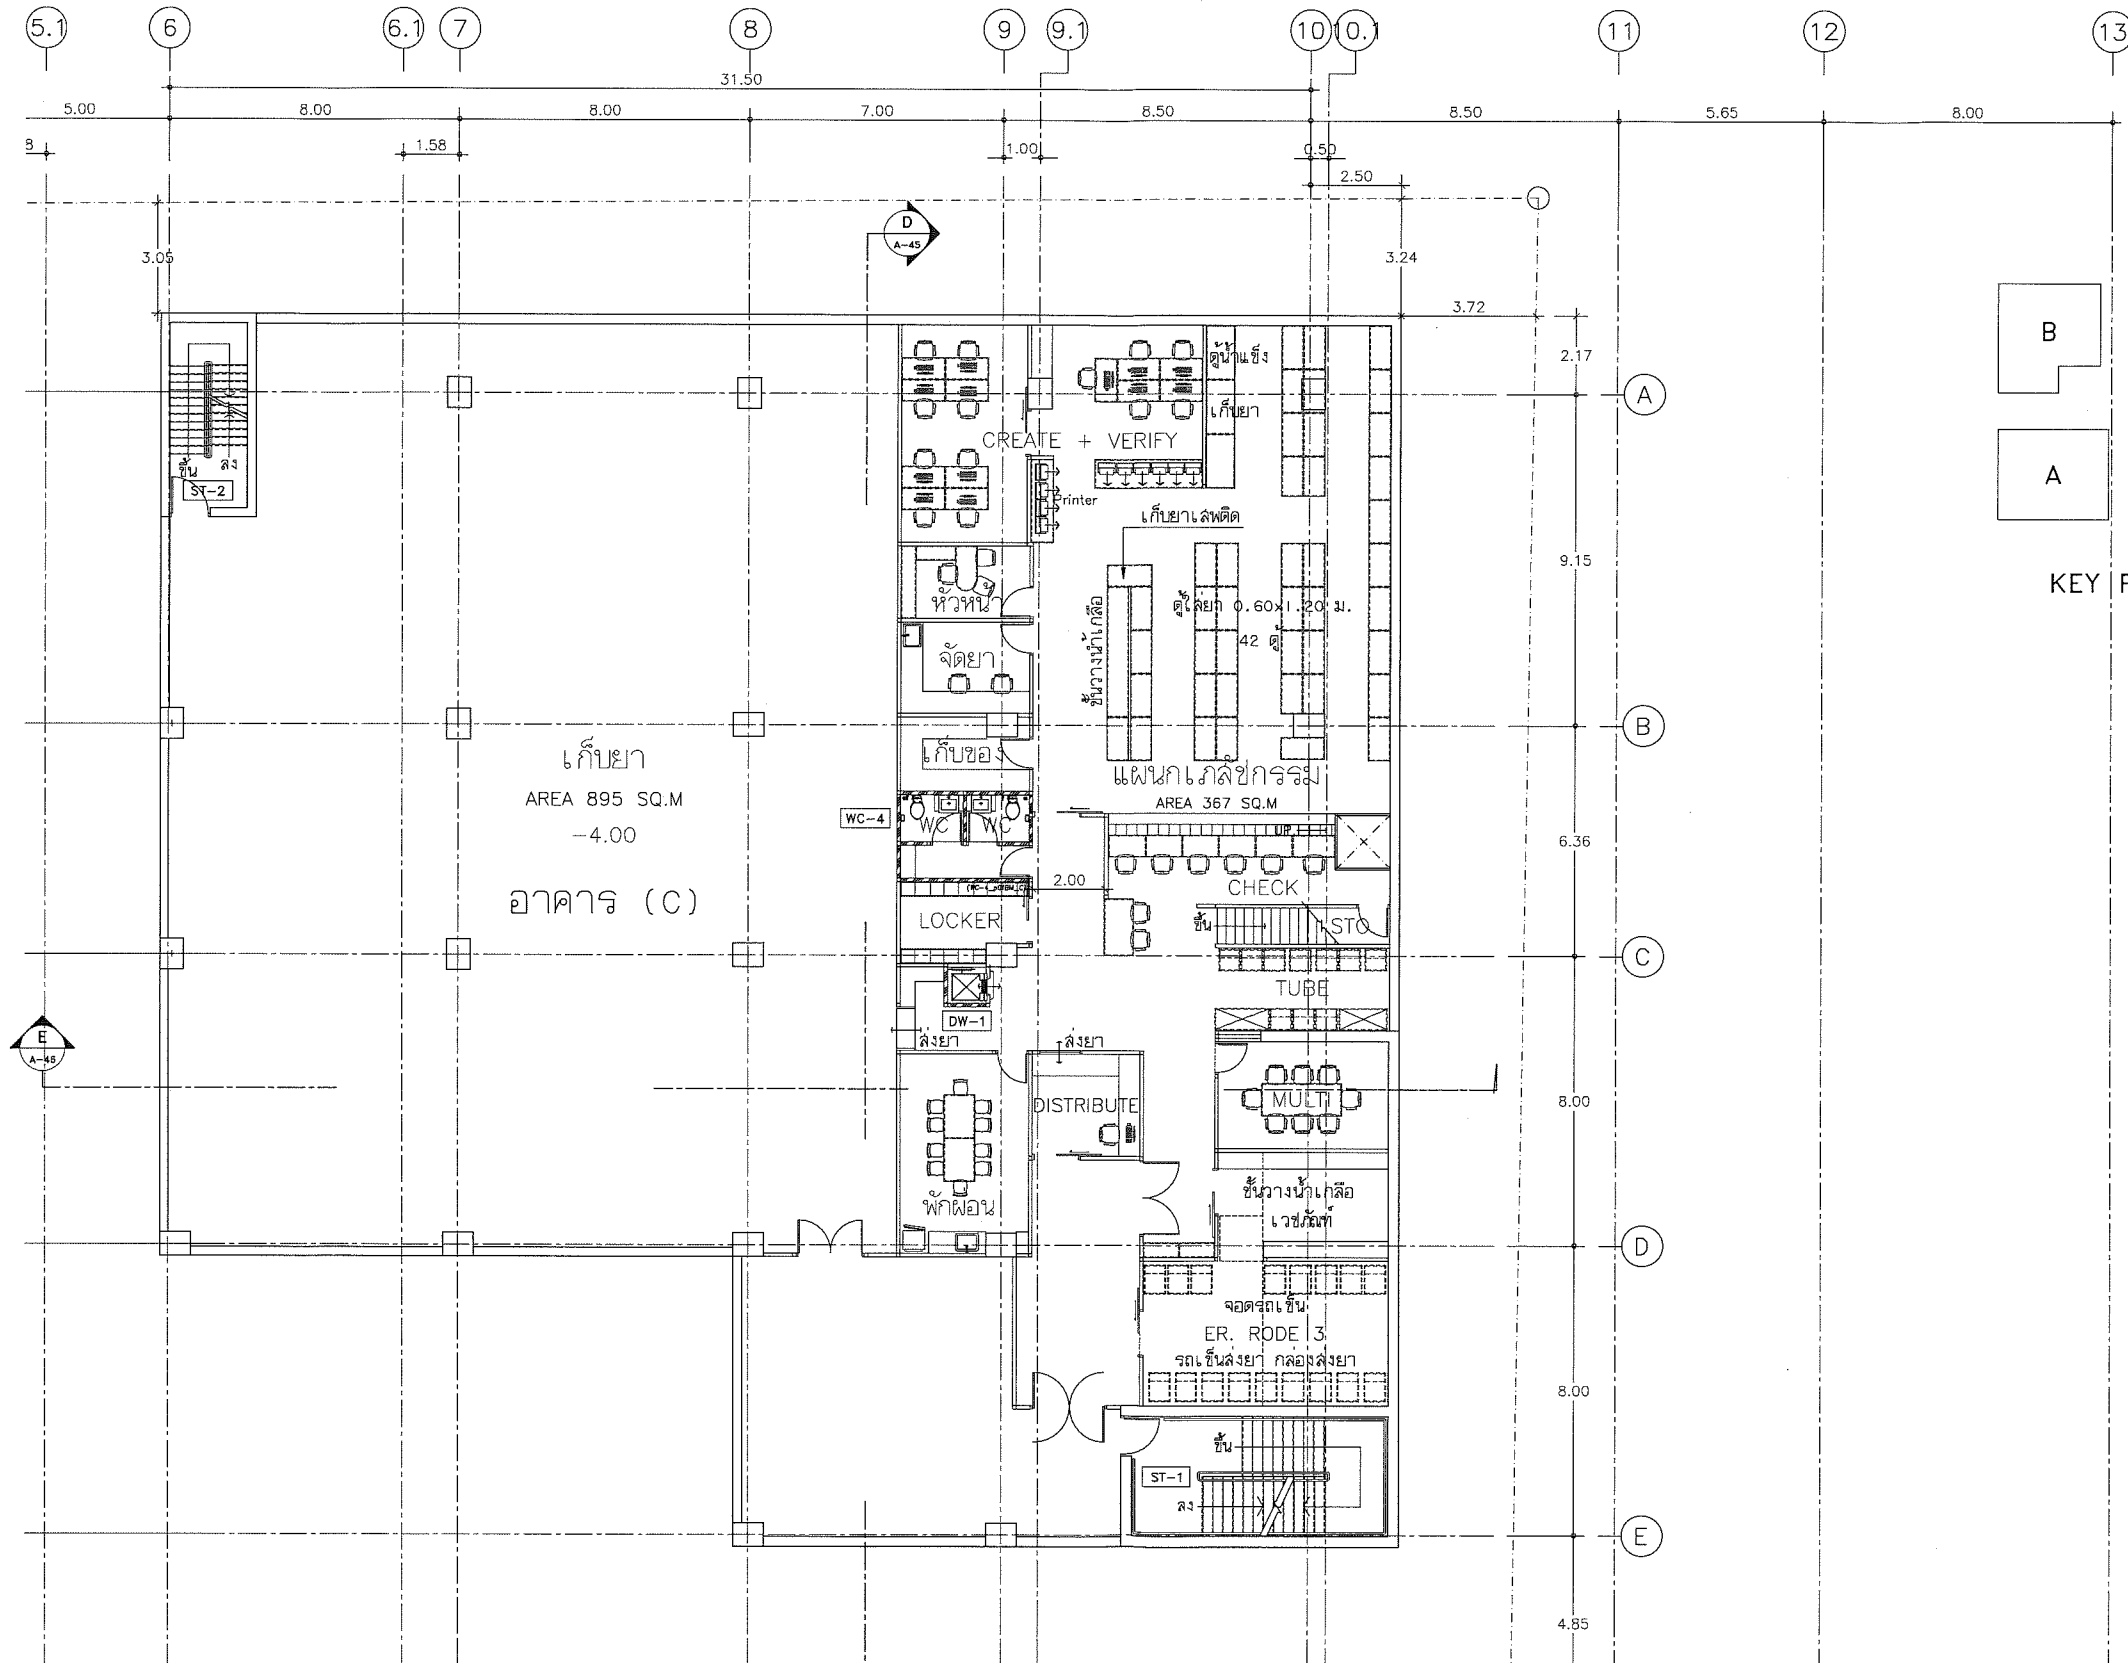 5.1 6 6.1 7 8 9 9.1 10 10.1 11 12 13
31.50
5.00 8.00 8.00 7.00 8.50 8.50 5.65 8.00
8 1.58 1.00 0.50
2.50
D
A-45
3.05 3.24
3.72
B
2.17
ตู้น้ำแข็ง
A
เก็บยา
CREATE + VERIFY
ขึ้น ลง
A
ST-2
Printer
เก็บยาเสพติด
9.15
KEY
หัวหน้า
ตู้ใส่ยา 0.60x1.20 ม.
42 ตู้
ชั้นวางน้ำเกลือ
จัดยา
B
เก็บยา
เก็บของ
แผนกเภสัชกรรม
AREA 895 SQ.M
AREA 367 SQ.M
WC-4
WC WC
UP
-4.00
6.36
2.00
CHECK
อาคาร (C)
LOCKER
ขึ้น
STO
C
TUBE
DW-1
E
A-46
ส่งยา ส่งยา
DISTRIBUTE
MULTI
8.00
พักผ่อน
ชั้นวางน้ำเกลือ
เวชภัณฑ์
D
จอดรถเข็น
ER. RODE 3
รถเข็นส่งยา กล่องส่งยา
8.00
ขึ้น
ST-1
ลง
E
4.85